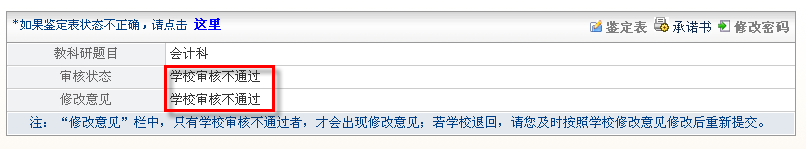 *如果鉴定表状态不正确，请点击 这里 鉴定表 承诺书 修改密码
教科研题目 会计科
审核状态 学校审核不通过
修改意见 学校审核不通过
注：“修改意见”栏中，只有学校审核不通过者，才会出现修改意见；若学校退回，请您及时按照学校修改意见修改后重新提交。